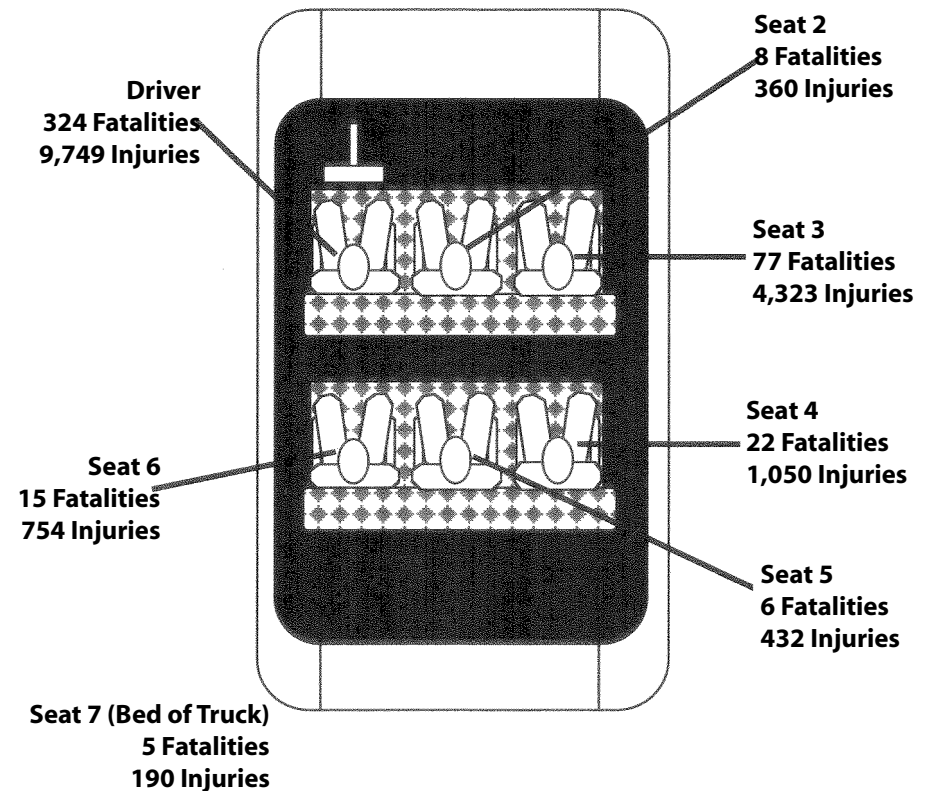 Seat 2
8 Fatalities
360 Injuries
Driver
324 Fatalities
9,749 Injuries
Seat 3
77 Fatalities
4,323 Injuries
Seat 4
22 Fatalities
1,050 Injuries
Seat 6
15 Fatalities
754 Injuries
Seat 5
6 Fatalities
432 Injuries
Seat 7 (Bed of Truck)
5 Fatalities
190 Injuries